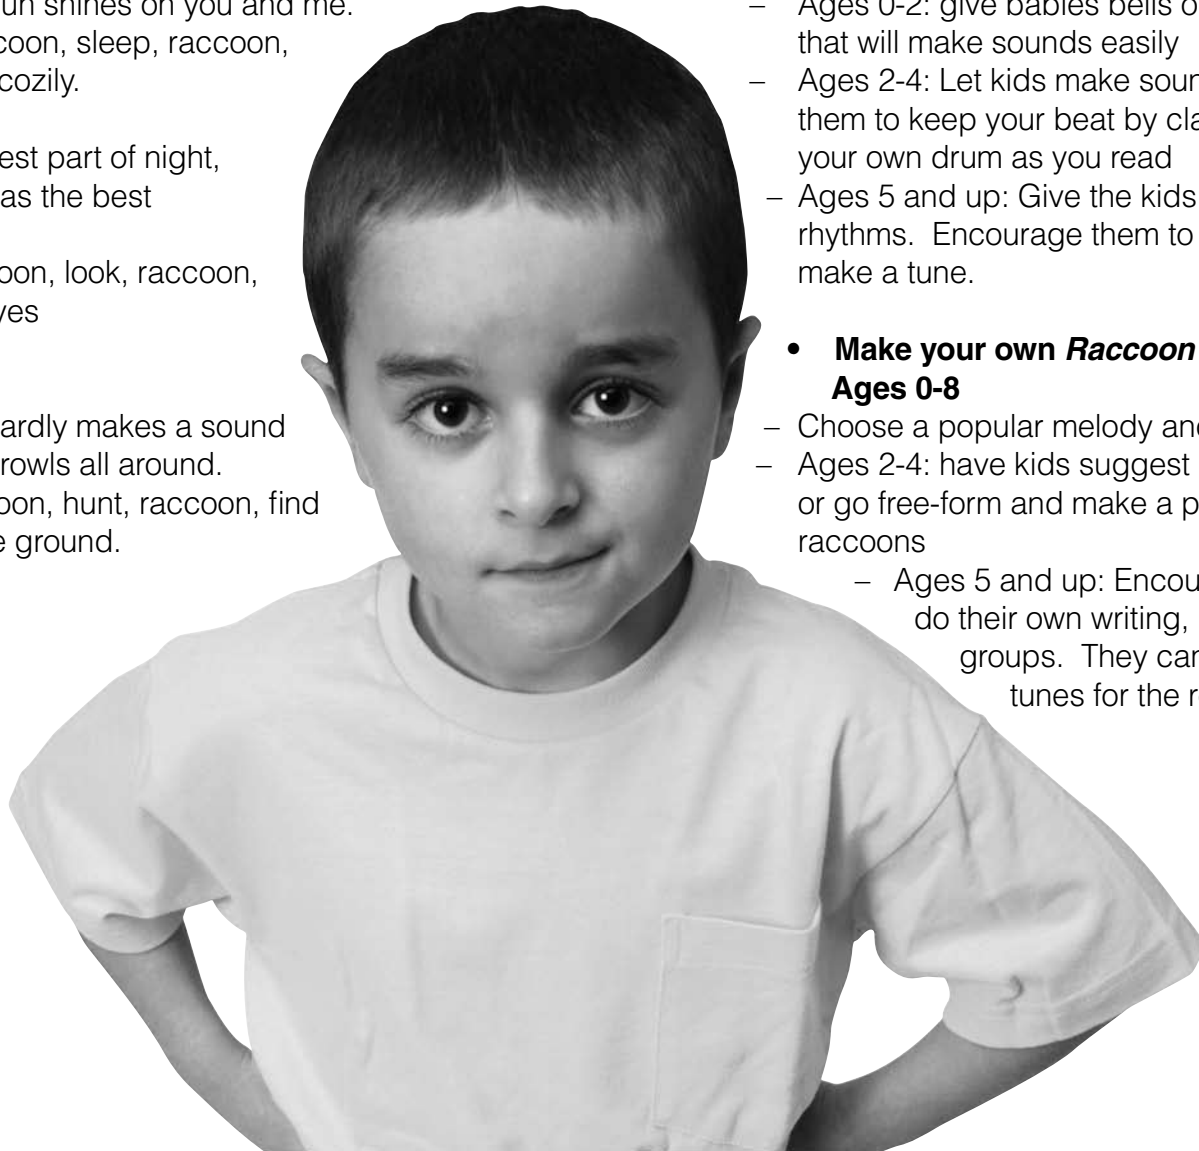 un shines on you and me.
coon, sleep, raccoon,
cozily.
est part of night,
as the best
oon, look, raccoon,
yes
ardly makes a sound
rowls all around.
oon, hunt, raccoon, find
e ground.
– Ages 0-2: give babies bells o
that will make sounds easily
– Ages 2-4: Let kids make soun
them to keep your beat by cla
your own drum as you read
– Ages 5 and up: Give the kids
rhythms. Encourage them to
make a tune.
• Make your own Raccoon
Ages 0-8
– Choose a popular melody and
– Ages 2-4: have kids suggest
or go free-form and make a p
raccoons
– Ages 5 and up: Encou
do their own writing,
groups. They can
tunes for the r